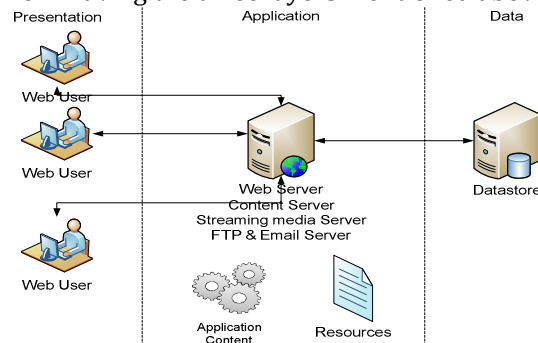 Presentation
Application
Data
Web User
Web User
Web User
Web Server
Content Server
Streaming media Server
FTP & Email Server
Datastore
Application
Content
Resources